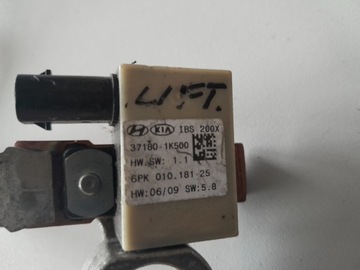 LIFT.
KIA IBS 200X
37180-1K500
HW.SW: 1.1
6PK 010.181-25
HW:06/09 SW:5.8